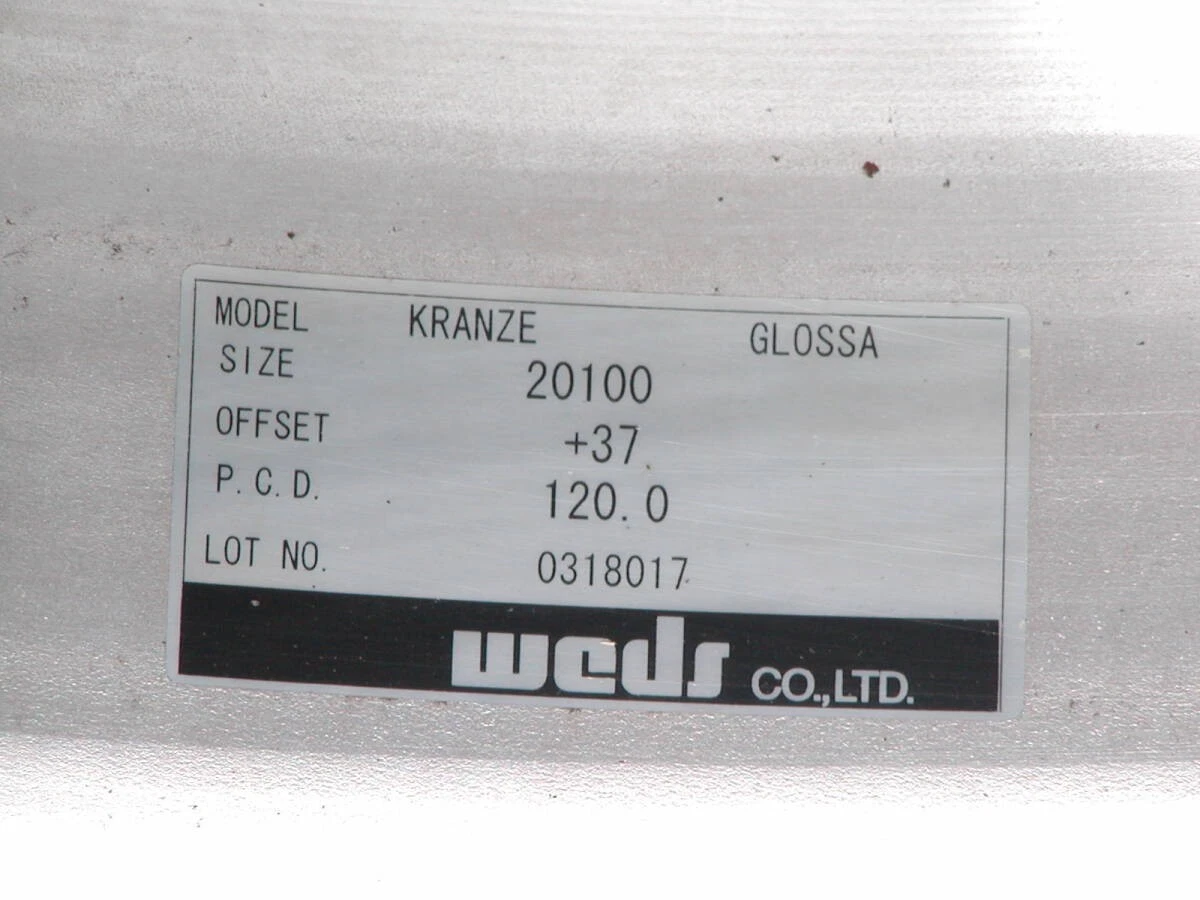 MODEL KRANZE GLOSSA
SIZE 20100
OFFSET +37
P.C.D. 120.0
LOT NO. 0318017
weds CO.,LTD.